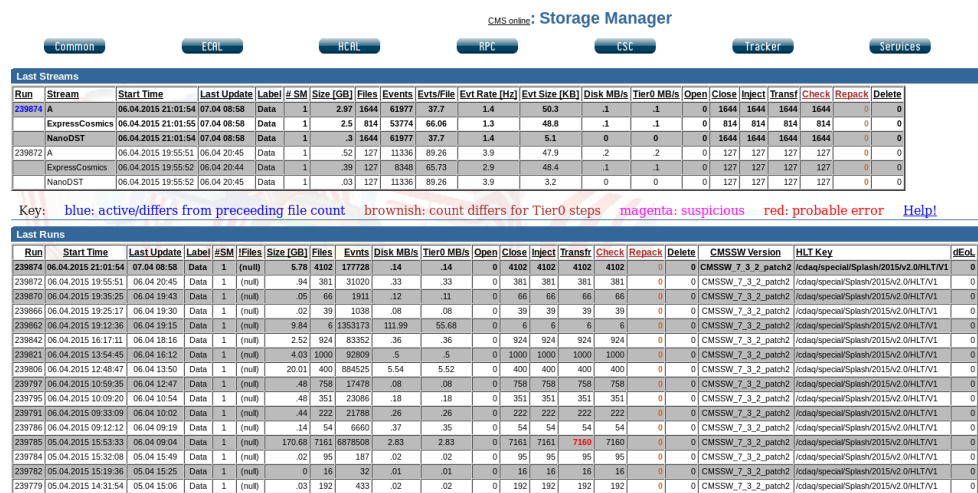 CMS online: Storage Manager
Common ECAL HCAL RPC CSC Tracker Services
Last Streams
Run Stream Start Time Last Update Label # SM Size [GB] Files Events Evts/File Evt Rate [Hz] Evt Size [KB] Disk MB/s Tier0 MB/s Open Close Inject Transf Check Repack Delete
239874 A 06.04.2015 21:01:54 07.04 08:58 Data 1 2.97 1644 61977 37.7 1.4 50.3 .1 .1 0 1644 1644 1644 1644 0 0
ExpressCosmics 06.04.2015 21:01:55 07.04 08:58 Data 1 2.5 814 53774 66.06 1.3 48.8 .1 .1 0 814 814 814 814 0 0
NanoDST 06.04.2015 21:01:54 07.04 08:58 Data 1 .3 1644 61977 37.7 1.4 5.1 0 0 0 1644 1644 1644 1644 0 0
239872 A 06.04.2015 19:55:51 06.04 20:45 Data 1 .52 127 11336 89.26 3.9 47.9 .2 .2 0 127 127 127 127 0 0
ExpressCosmics 06.04.2015 19:55:52 06.04 20:44 Data 1 .39 127 8348 65.73 2.9 48.4 .1 .1 0 127 127 127 127 0 0
NanoDST 06.04.2015 19:55:52 06.04 20:45 Data 1 .03 127 11336 89.26 3.9 3.2 0 0 0 127 127 127 127 0 0
Key: blue: active/differs from preceeding file count brownish: count differs for Tier0 steps magenta: suspicious red: probable error Help!
Last Runs
Run Start Time Last Update Label #SM !Files Size [GB] Files Evnts Disk MB/s Tier0 MB/s Open Close Inject Transfr Check Repack Delete CMSSW Version HLT Key dEoL
239874 06.04.2015 21:01:54 07.04 08:58 Data 1 (null) 5.78 4102 177728 .14 .14 0 4102 4102 4102 4102 0 0 CMSSW_7_3_2_patch2 /cdaq/special/Splash/2015/v2.0/HLT/V1 0
239872 06.04.2015 19:55:51 06.04 20:45 Data 1 (null) .94 381 31020 .33 .33 0 381 381 381 381 0 0 CMSSW_7_3_2_patch2 /cdaq/special/Splash/2015/v2.0/HLT/V1 0
239870 06.04.2015 19:35:25 06.04 19:43 Data 1 (null) .05 66 1911 .12 .11 0 66 66 66 66 0 0 CMSSW_7_3_2_patch2 /cdaq/special/Splash/2015/v2.0/HLT/V1 0
239866 06.04.2015 19:25:17 06.04 19:30 Data 1 (null) .02 39 1038 .08 .08 0 39 39 39 39 0 0 CMSSW_7_3_2_patch2 /cdaq/special/Splash/2015/v2.0/HLT/V1 0
239862 06.04.2015 19:12:36 06.04 19:15 Data 1 (null) 9.84 6 1353173 111.99 55.68 0 6 6 6 6 0 0 CMSSW_7_3_2_patch2 /cdaq/special/Splash/2015/v2.0/HLT/V1 0
239842 06.04.2015 16:17:11 06.04 18:16 Data 1 (null) 2.52 924 83352 .36 .36 0 924 924 924 924 0 0 CMSSW_7_3_2_patch2 /cdaq/special/Splash/2015/v2.0/HLT/V1 0
239821 06.04.2015 13:54:45 06.04 16:12 Data 1 (null) 4.03 1000 92809 .5 .5 0 1000 1000 1000 1000 0 0 CMSSW_7_3_2_patch2 /cdaq/special/Splash/2015/v2.0/HLT/V1 0
239806 06.04.2015 12:48:47 06.04 13:50 Data 1 (null) 20.01 400 884525 5.54 5.52 0 400 400 400 400 0 0 CMSSW_7_3_2_patch2 /cdaq/special/Splash/2015/v2.0/HLT/V1 0
239797 06.04.2015 10:59:35 06.04 12:47 Data 1 (null) .48 758 17478 .08 .08 0 758 758 758 758 0 0 CMSSW_7_3_2_patch2 /cdaq/special/Splash/2015/v2.0/HLT/V1 0
239795 06.04.2015 10:09:20 06.04 10:54 Data 1 (null) .48 351 23086 .18 .18 0 351 351 351 351 0 0 CMSSW_7_3_2_patch2 /cdaq/special/Splash/2015/v2.0/HLT/V1 0
239791 06.04.2015 09:33:09 06.04 10:02 Data 1 (null) .44 222 21788 .26 .26 0 222 222 222 222 0 0 CMSSW_7_3_2_patch2 /cdaq/special/Splash/2015/v2.0/HLT/V1 0
239786 06.04.2015 09:12:12 06.04 09:19 Data 1 (null) .14 54 6660 .37 .35 0 54 54 54 54 0 0 CMSSW_7_3_2_patch2 /cdaq/special/Splash/2015/v2.0/HLT/V1 0
239785 05.04.2015 15:53:33 06.04 09:04 Data 1 (null) 170.68 7161 6878508 2.83 2.83 0 7161 7161 7160 7160 0 0 CMSSW_7_3_2_patch2 /cdaq/special/Splash/2015/v2.0/HLT/V1 0
239784 05.04.2015 15:32:08 05.04 15:49 Data 1 (null) .02 95 187 .02 .02 0 95 95 95 95 0 0 CMSSW_7_3_2_patch2 /cdaq/special/Splash/2015/v2.0/HLT/V1 0
239782 05.04.2015 15:19:36 05.04 15:25 Data 1 (null) 0 16 32 .01 .01 0 16 16 16 16 0 0 CMSSW_7_3_2_patch2 /cdaq/special/Splash/2015/v2.0/HLT/V1 0
239779 05.04.2015 14:31:54 05.04 15:06 Data 1 (null) .03 192 433 .02 .02 0 192 192 192 192 0 0 CMSSW_7_3_2_patch2 /cdaq/special/Splash/2015/v2.0/HLT/V1 0